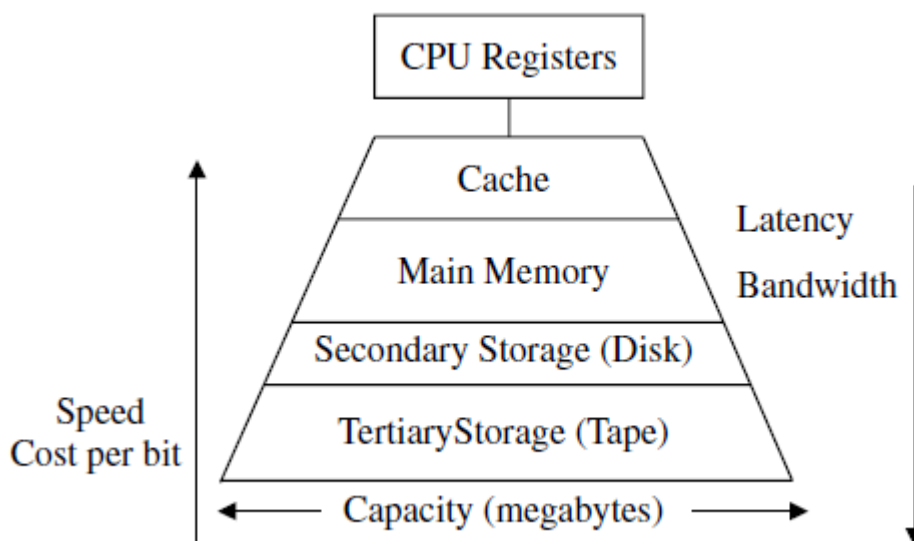 CPU Registers
Cache
Latency
Main Memory
Bandwidth
Secondary Storage (Disk)
Speed
Cost per bit
TertiaryStorage (Tape)
Capacity (megabytes)